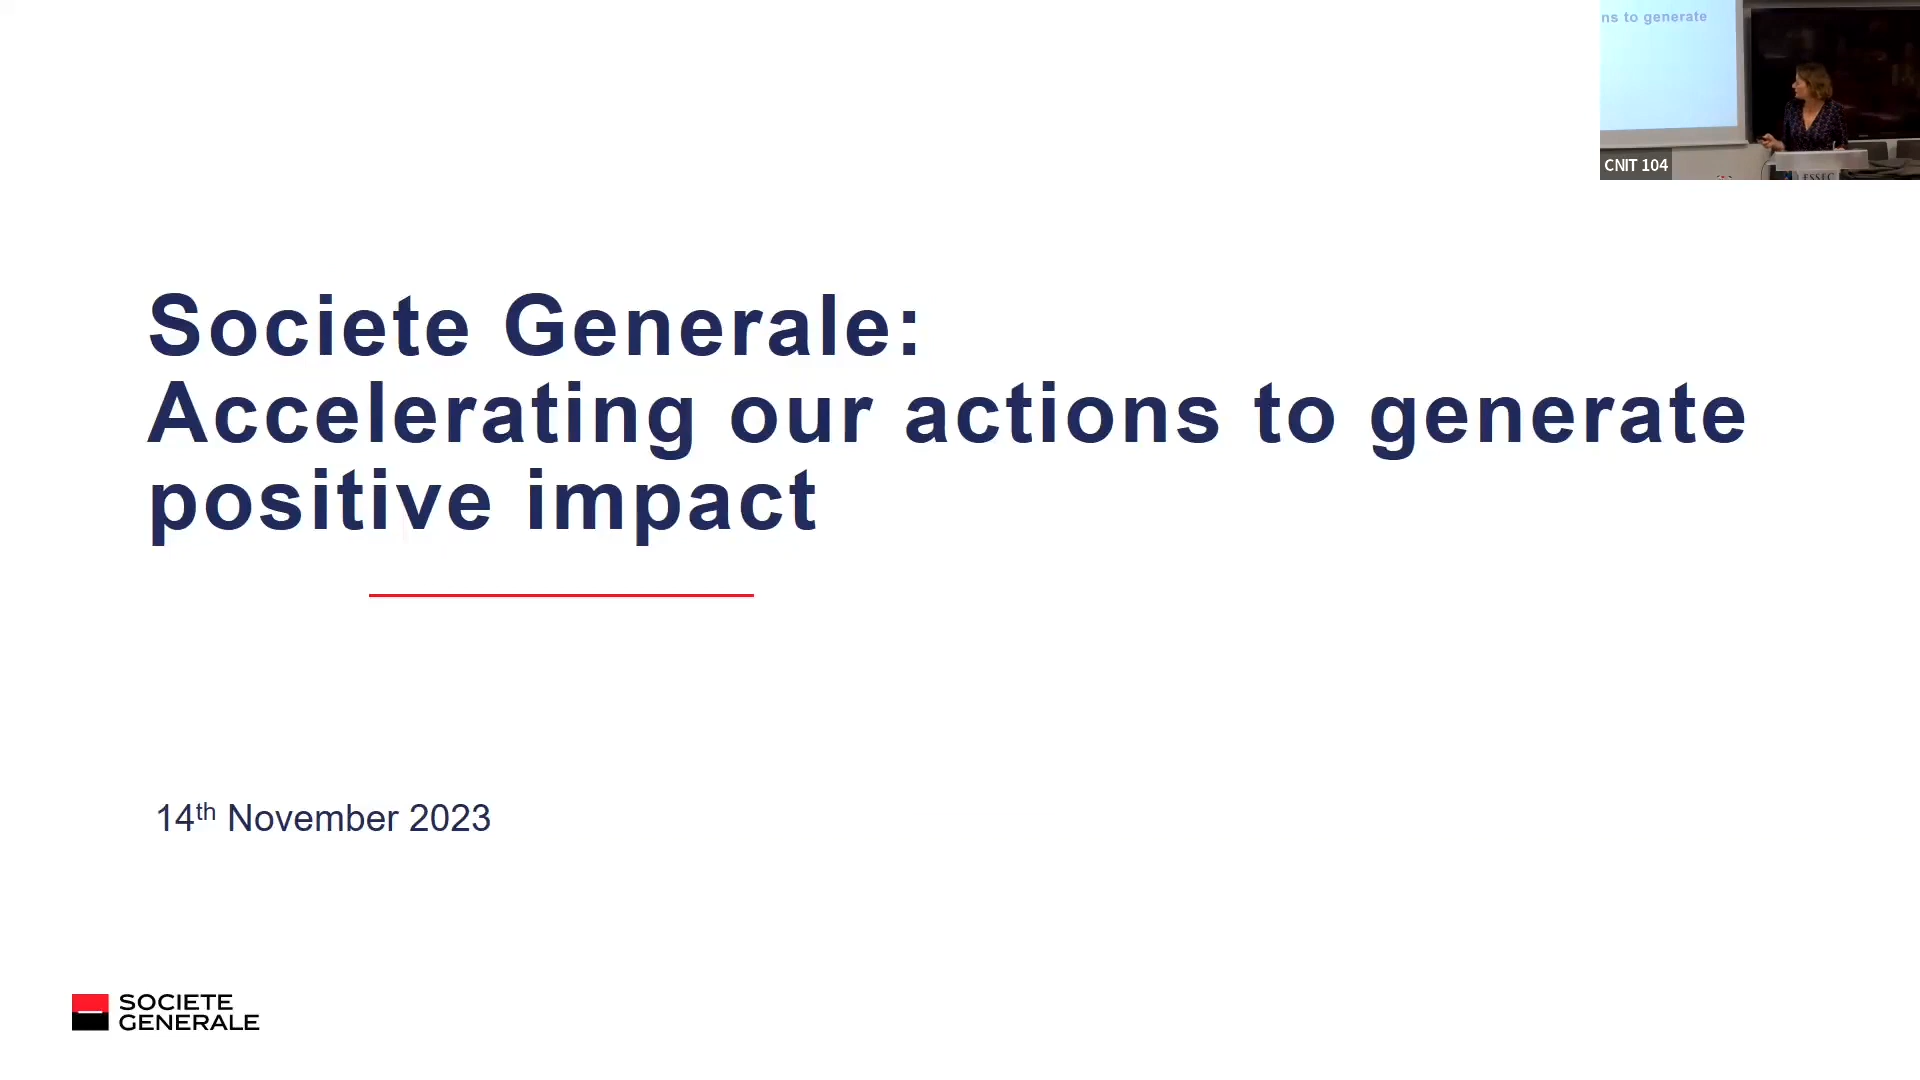 ns to generate
CNIT 104
ESSEC
Societe Generale:
Accelerating our actions to generate
positive impact
14th November 2023
SOCIETE
GENERALE